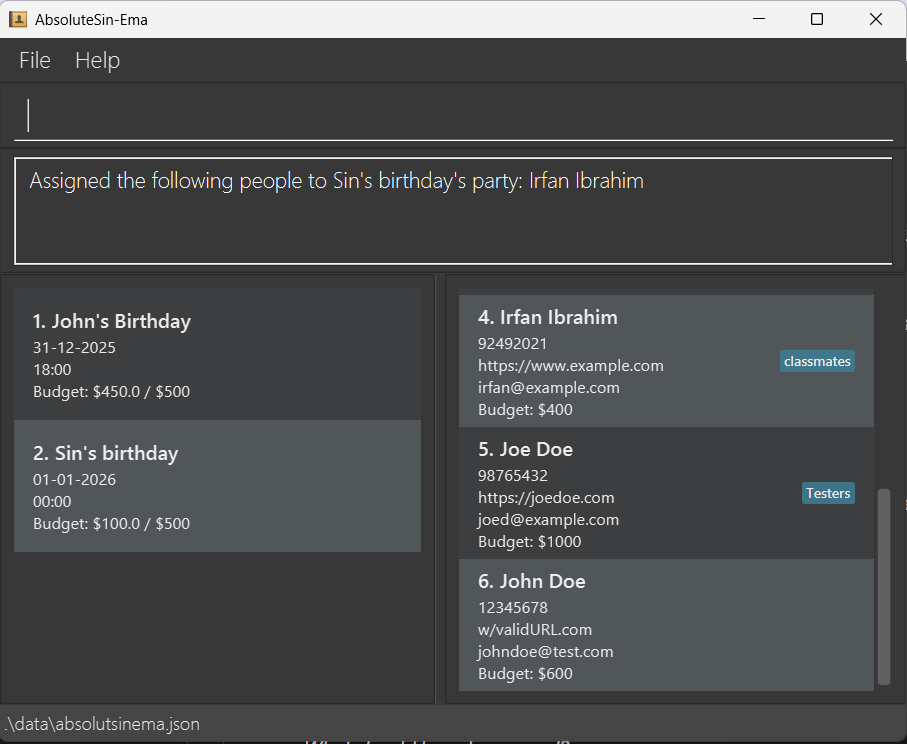 AbsoluteSin-Ema
File Help
Assigned the following people to Sin's birthday's party: Irfan Ibrahim
1. John's Birthday
31-12-2025
18:00
Budget: $450.0 / $500
2. Sin's birthday
01-01-2026
00:00
Budget: $100.0 / $500
4. Irfan Ibrahim
92492021
https://www.example.com
classmates
irfan@example.com
Budget: $400
5. Joe Doe
98765432
https://joedoe.com
Testers
joed@example.com
Budget: $1000
6. John Doe
12345678
w/validURL.com
johndoe@test.com
Budget: $600
.\data\absolutsinema.json